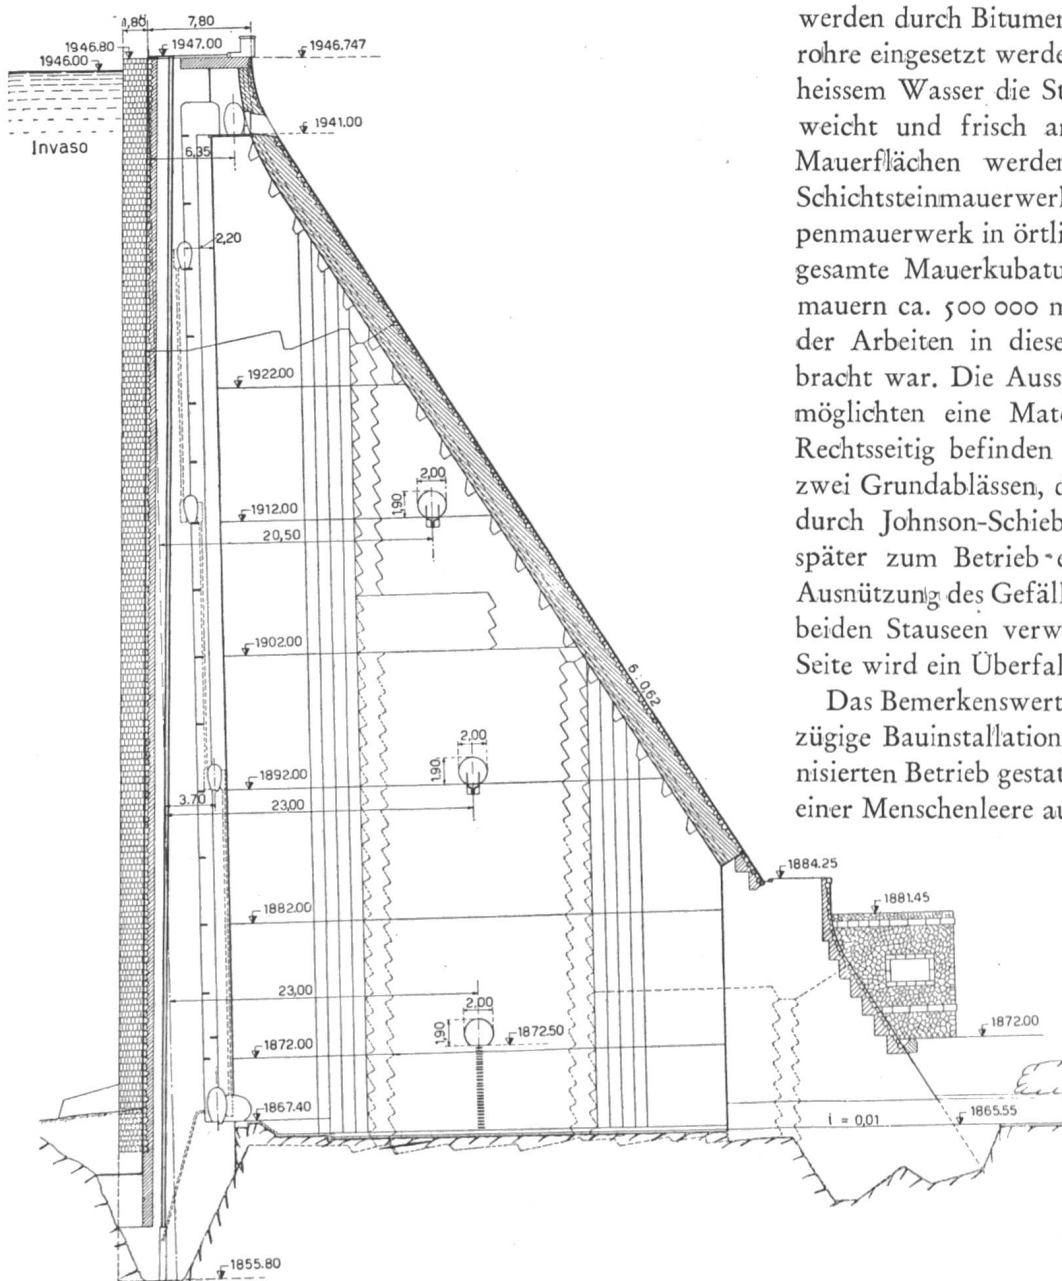 1,80
7,80
1946.80
1947.00
1946.747
1946.00
Invaso
1941.00
6,35
2,20
1922.00
2,00
1,90
1912.00
20,50
1902.00
6:0.62
2,00
1,90
1892.00
3.70
23,00
1884.25
1881.45
1882.00
23,00
2,00
1,90
1872.50
1872.00
1872.00
1867.40
1865.55
i = 0,01
1855.80
werden durch Bitumen
rohre eingesetzt werde
heissem Wasser die St
weicht und frisch a
Mauerflächen werden
Schichtsteinmauerwerk
penmauerwerk in örtli
gesamte Mauerkubatu
mauern ca. 500 000 m
der Arbeiten in diese
bracht war. Die Auss
möglichten eine Mate
Rechtsseitig befinden
zwei Grundablässen, d
durch Johnson-Schieb
später zum Betrieb e
Ausnützung des Gefäll
beiden Stauseen verw
Seite wird ein Überfal
Das Bemerkenswert
zügige Bauinstallation
nisierten Betrieb gestat
einer Menschenleere au